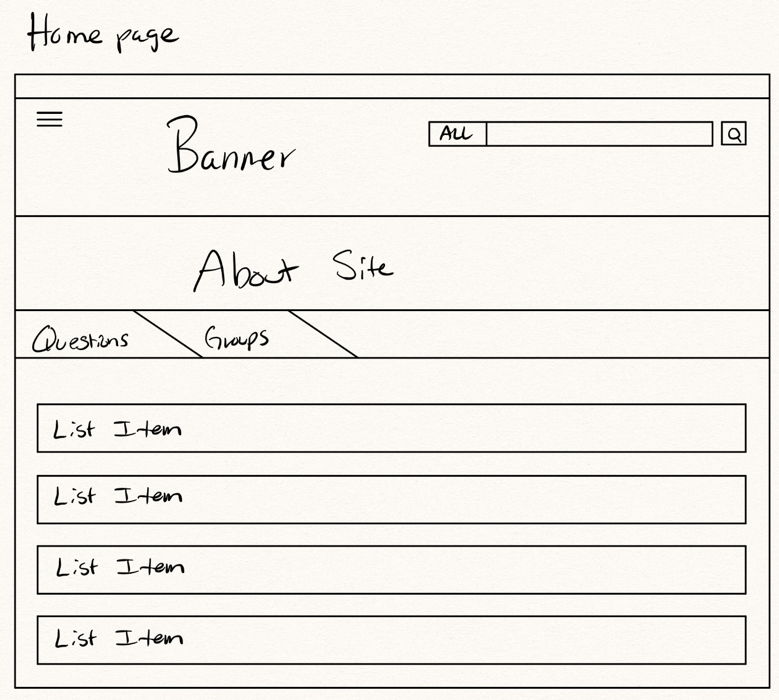 Home page
Banner
ALL
About Site
Questions Groups
List Item
List Item
List Item
List Item